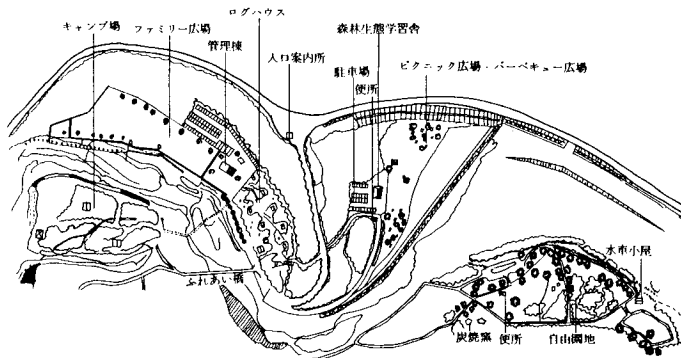 ログハウス
キャンプ場
ファミリー広場
管理棟
入口案内所
森林生態学習舎
駐車場
便所
ピクニック広場・バーベキュー広場
ふれあい橋
水車小屋
炭焼窯
便所
自由園地